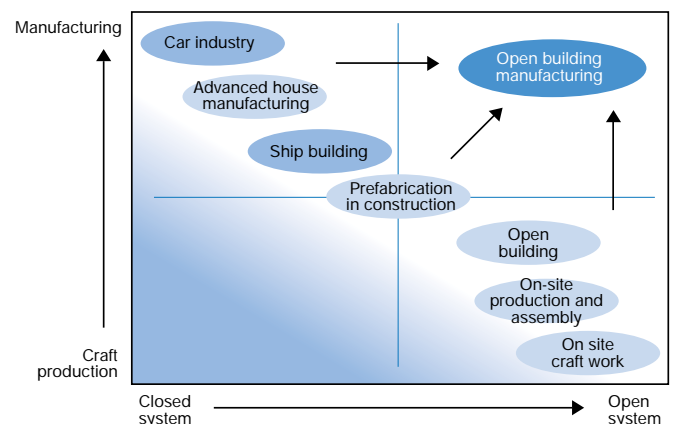 Manufacturing
Car industry
Open building
manufacturing
Advanced house
manufacturing
Ship building
Prefabrication
in construction
Open
building
On-site
production and
assembly
On site
craft work
Craft
production
Closed
system
Open
system